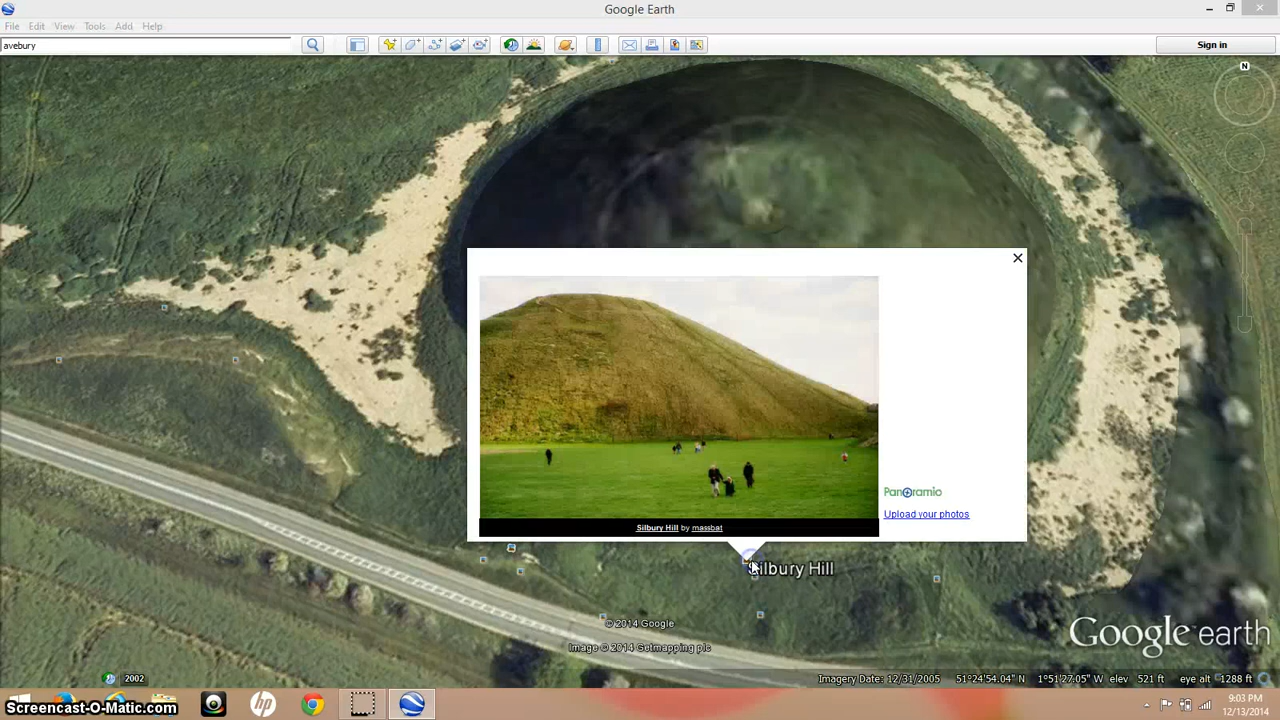 Google Earth
File Edit View Tools Add Help
avebury
Sign in
N
Silbury Hill by massbat
Panoramio
Upload your photos
Silbury Hill
© 2014 Google
Image © 2014 Getmapping plc
Google earth
2002
Imagery Date: 12/31/2005 51°24'54.04" N 1°51'27.05" W elev 521 ft eye alt 1288 ft
Screencast-O-Matic.com
hp
9:03 PM
12/13/2014